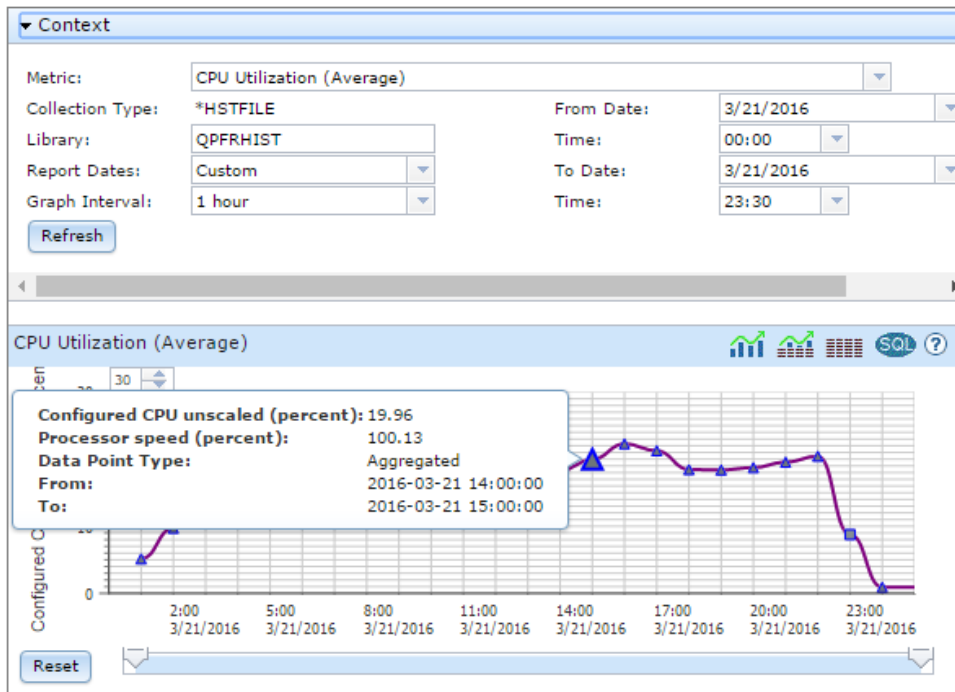 Context
Metric: CPU Utilization (Average)
Collection Type: *HSTFILE From Date: 3/21/2016
Library: QPFRHIST Time: 00:00
Report Dates: Custom To Date: 3/21/2016
Graph Interval: 1 hour Time: 23:30
Refresh
CPU Utilization (Average) SQL ?
30
Configured CPU unscaled (percent): 19.96
Processor speed (percent): 100.13
Data Point Type: Aggregated
From: 2016-03-21 14:00:00
To: 2016-03-21 15:00:00
Configured
0
2:00 5:00 8:00 11:00 14:00 17:00 20:00 23:00
3/21/2016 3/21/2016 3/21/2016 3/21/2016 3/21/2016 3/21/2016 3/21/2016 3/21/2016
Reset